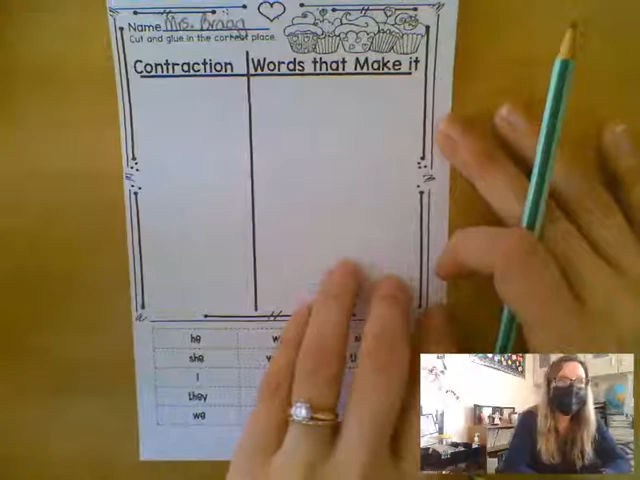 Name Mrs. Bragg
Cut and glue in the correct place.
Contraction Words that Make it
he
she
I
they
we